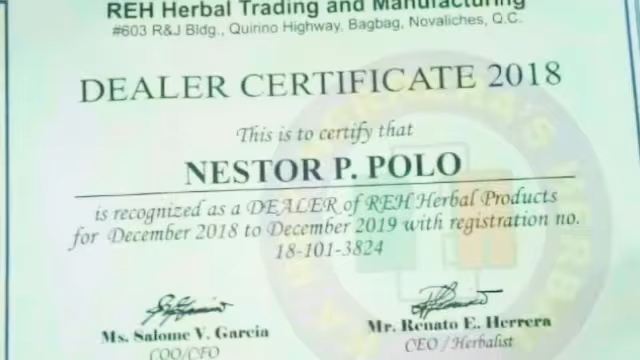 REH Herbal Trading and Manufacturing
#603 R&J Bldg., Quirino Highway, Bagbag, Novaliches, Q.C.
DEALER CERTIFICATE 2018
This is to certify that
NESTOR P. POLO
is recognized as a DEALER of REH Herbal Products
for December 2018 to December 2019 with registration no.
18-101-3824
Ms. Salome V. Garcia
COO/CFO
Mr. Renato E. Herrera
CEO / Herbalist